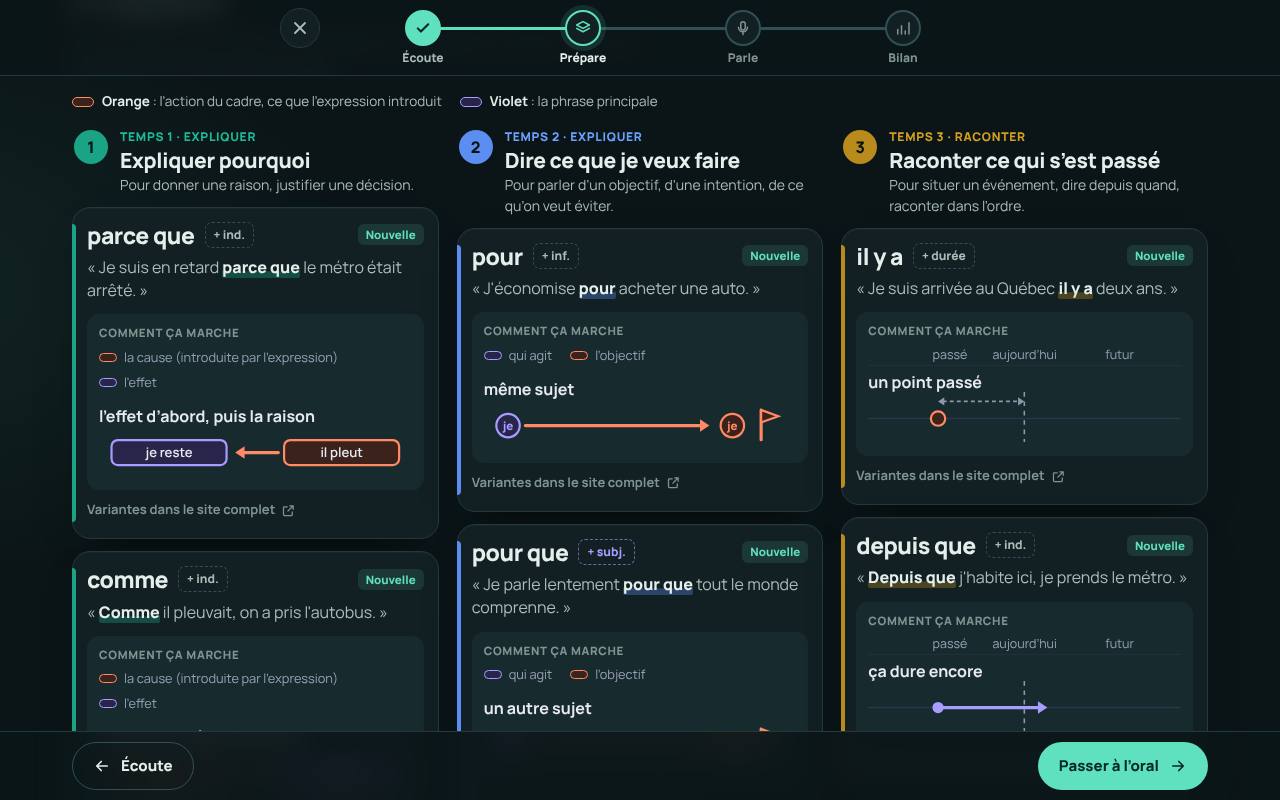 Écoute
Prépare
Parle
Bilan
Orange : l'action du cadre, ce que l'expression introduit
Violet : la phrase principale
1
TEMPS 1 · EXPLIQUER
Expliquer pourquoi
Pour donner une raison, justifier une décision.
parce que
+ ind.
Nouvelle
« Je suis en retard parce que le métro était
arrêté. »
COMMENT ÇA MARCHE
la cause (introduite par l'expression)
l'effet
l'effet d'abord, puis la raison
je reste
il pleut
Variantes dans le site complet
comme
+ ind.
Nouvelle
« Comme il pleuvait, on a pris l'autobus. »
COMMENT ÇA MARCHE
la cause (introduite par l'expression)
l'effet
2
TEMPS 2 · EXPLIQUER
Dire ce que je veux faire
Pour parler d'un objectif, d'une intention, de ce
qu'on veut éviter.
pour
+ inf.
Nouvelle
« J'économise pour acheter une auto. »
COMMENT ÇA MARCHE
qui agit
l'objectif
même sujet
je
je
Variantes dans le site complet
pour que
+ subj.
Nouvelle
« Je parle lentement pour que tout le monde
comprenne. »
COMMENT ÇA MARCHE
qui agit
l'objectif
un autre sujet
3
TEMPS 3 · RACONTER
Raconter ce qui s'est passé
Pour situer un événement, dire depuis quand,
raconter dans l'ordre.
il y a
+ durée
Nouvelle
« Je suis arrivée au Québec il y a deux ans. »
COMMENT ÇA MARCHE
passé
aujourd'hui
futur
un point passé
Variantes dans le site complet
depuis que
+ ind.
Nouvelle
« Depuis que j'habite ici, je prends le métro. »
COMMENT ÇA MARCHE
passé
aujourd'hui
futur
ça dure encore
Écoute
Passer à l'oral